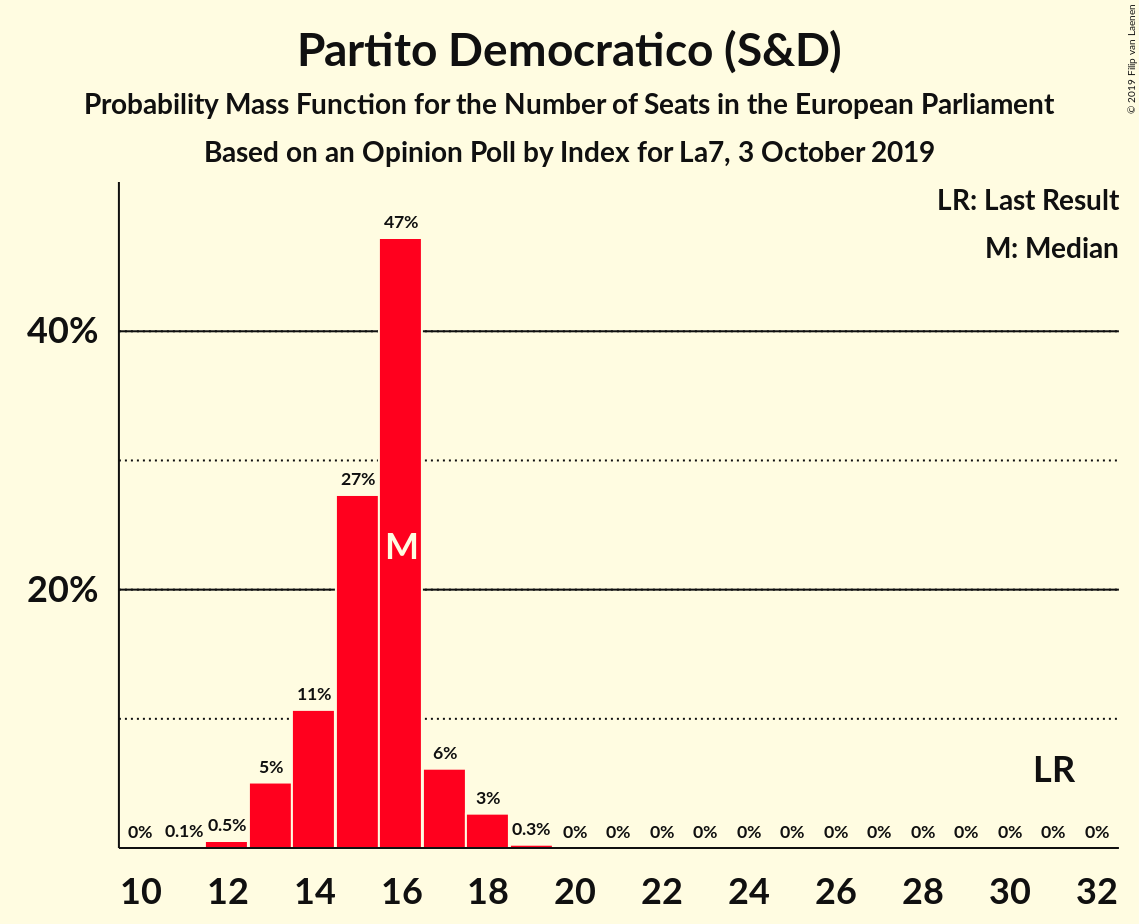 Partito Democratico (S&D)
Probability Mass Function for the Number of Seats in the European Parliament
Based on an Opinion Poll by Index for La7, 3 October 2019
© 2019 Filip van Laenen
LR: Last Result
M: Median
40%
20%
0% 0.1% 0.5% 5% 11% 27% 47% 6% 3% 0.3% 0% 0% 0% 0% 0% 0% 0% 0% 0% 0% 0% 0% 0%
M
LR
10 12 14 16 18 20 22 24 26 28 30 32